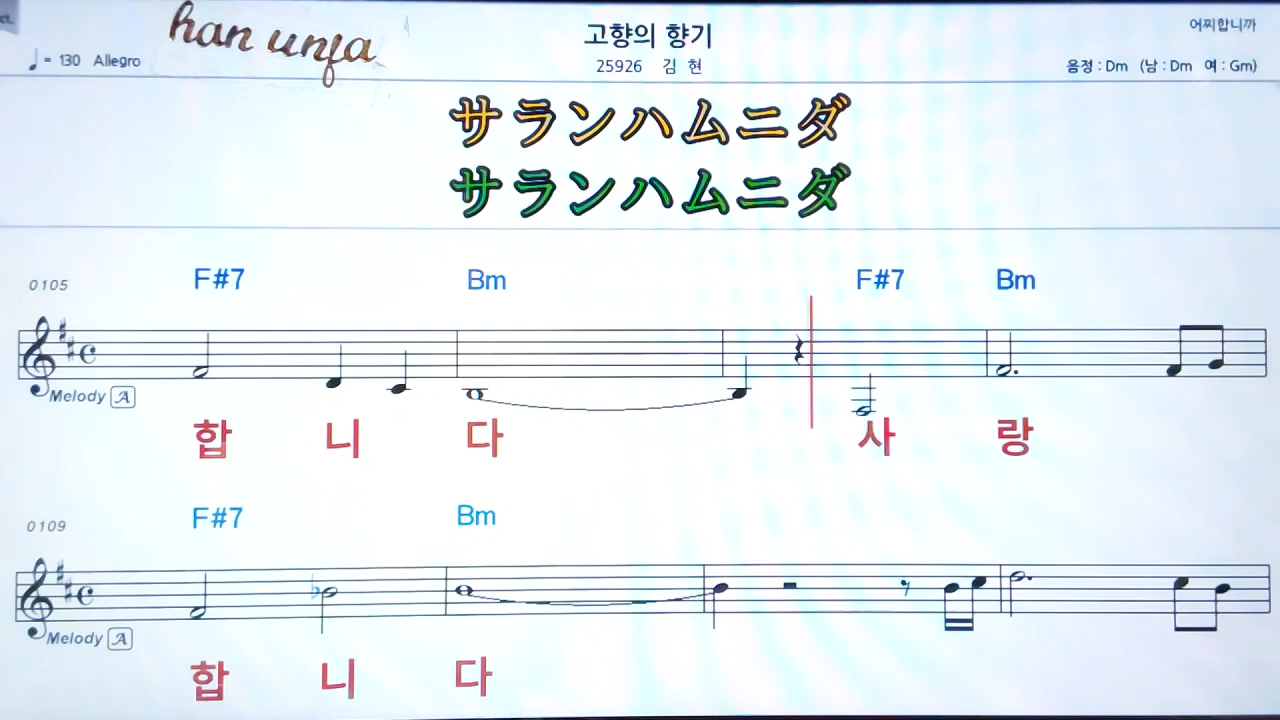 han unfa
고향의 향기
어찌합니까
♩= 130 Allegro
25926 김 현
음정 : Dm (남 : Dm 여 : Gm)
サランハムニダ
サランハムニダ
0105 F#7 Bm F#7 Bm
Melody A
합 니 다 사 랑
0109 F#7 Bm
Melody A
합 니 다